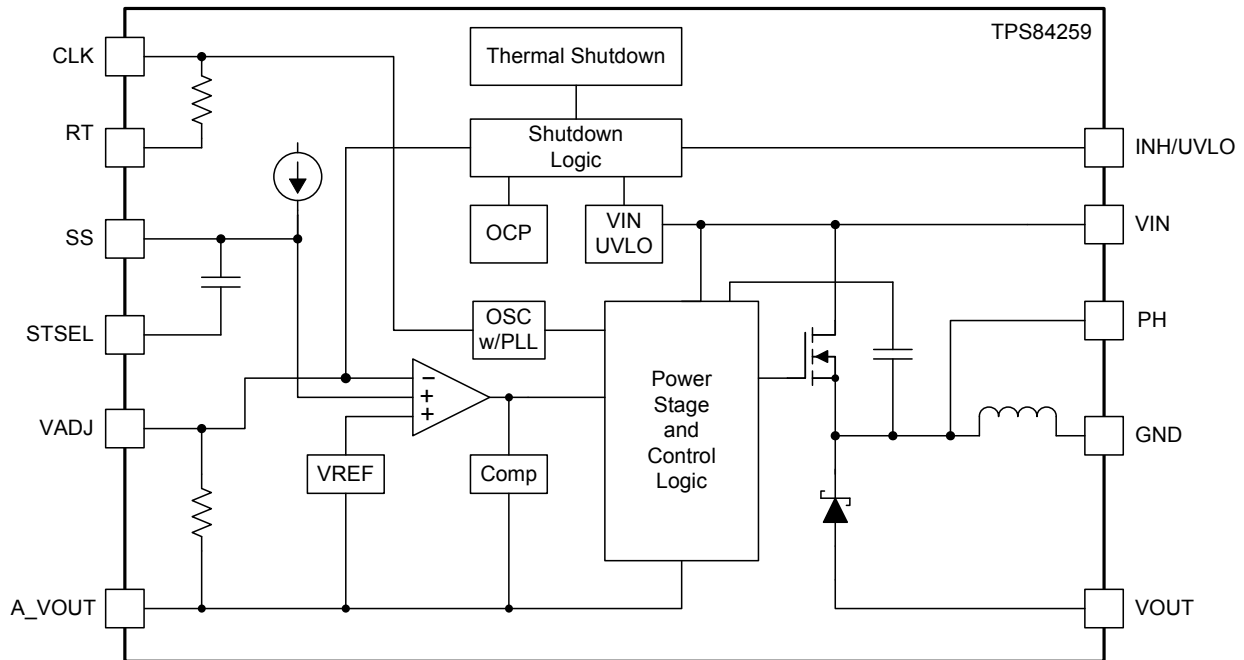 TPS84259
CLK
Thermal Shutdown
RT
Shutdown
Logic
INH/UVLO
SS
OCP
VIN
UVLO
VIN
STSEL
OSC
w/PLL
PH
Power
Stage
and
Control
Logic
−
+
+
VADJ
GND
VREF
Comp
A_VOUT
VOUT